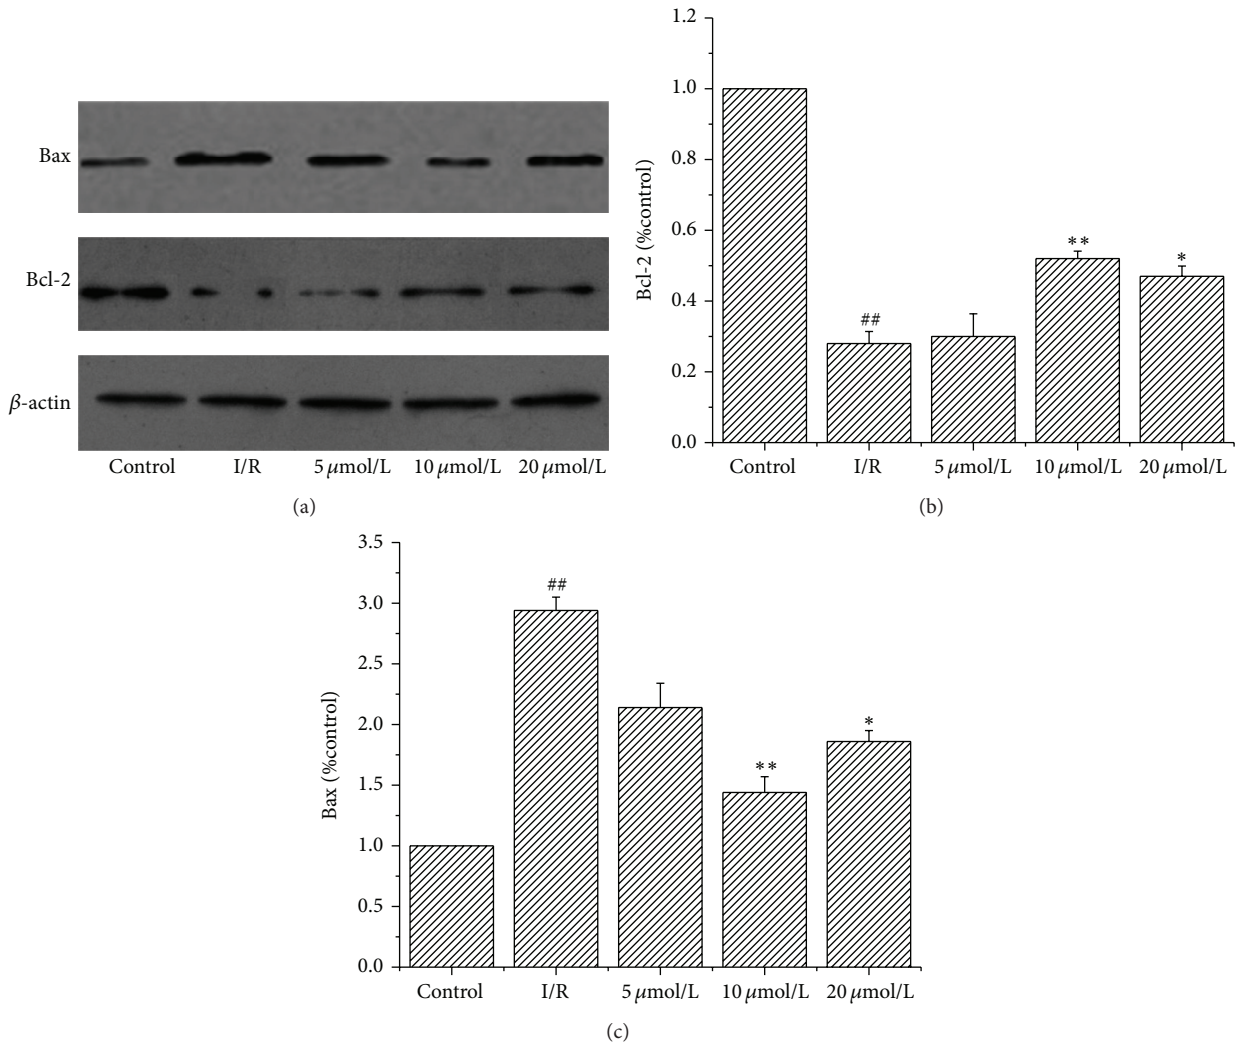 Bax
Bcl-2
β-actin
Control I/R 5 μmol/L 10 μmol/L 20 μmol/L
(a)
1.2
1.0
0.8
0.6
0.4
0.2
0.0
Bcl-2 (%control)
##
**
*
Control I/R 5 μmol/L 10 μmol/L 20 μmol/L
(b)
3.5
3.0
2.5
2.0
1.5
1.0
0.5
0.0
Bax (%control)
##
**
*
Control I/R 5 μmol/L 10 μmol/L 20 μmol/L
(c)